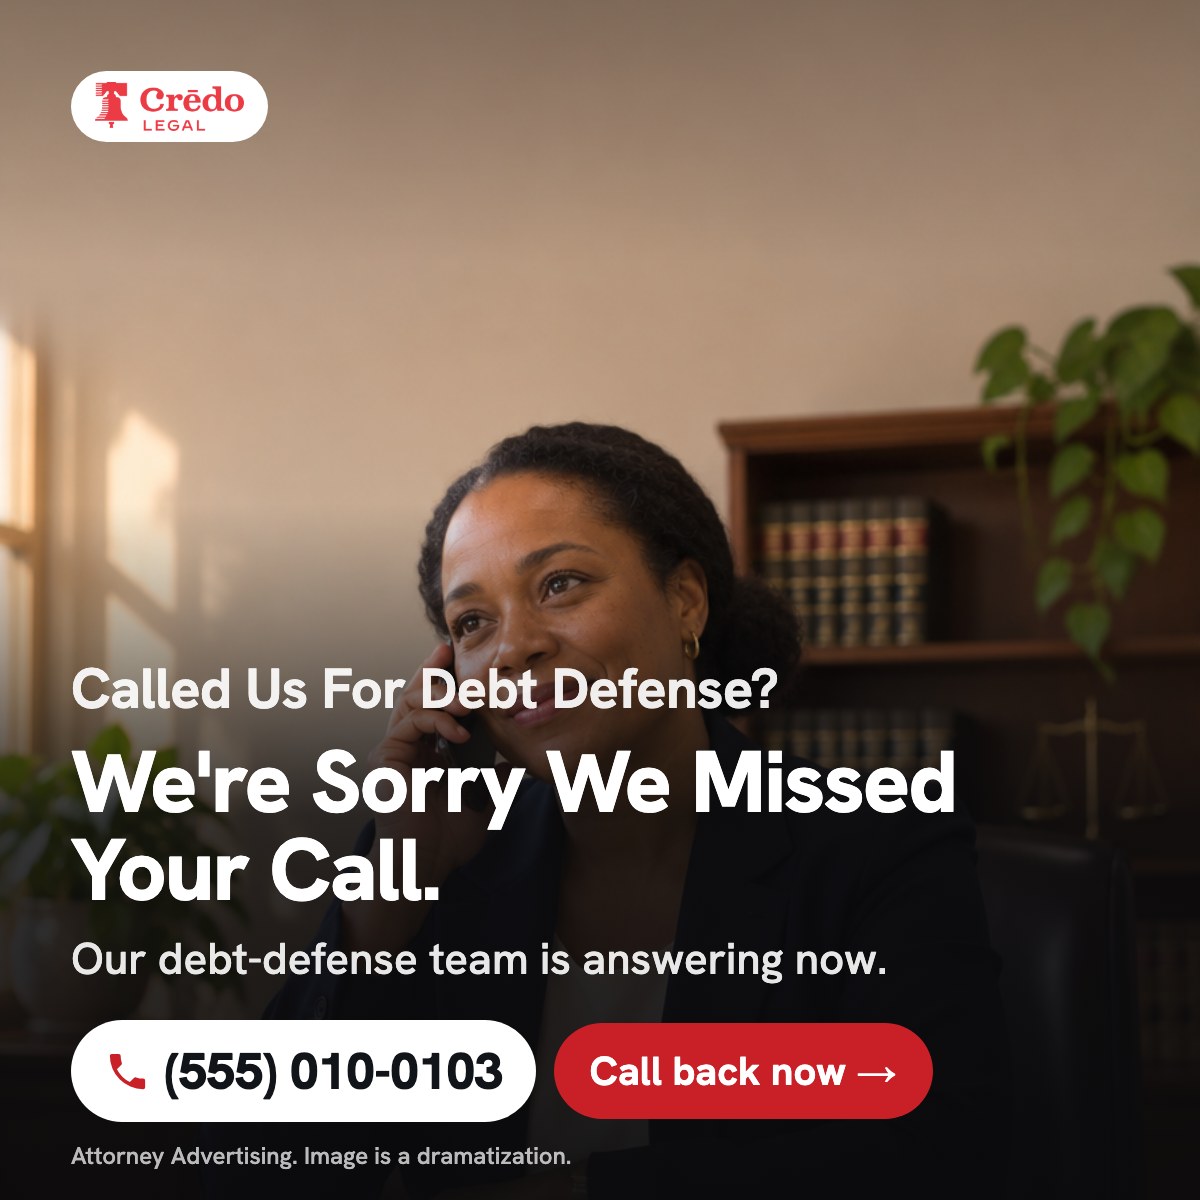 Crēdo
LEGAL
Called Us For Debt Defense?
We're Sorry We Missed
Your Call.
Our debt-defense team is answering now.
(555) 010-0103
Call back now →
Attorney Advertising. Image is a dramatization.